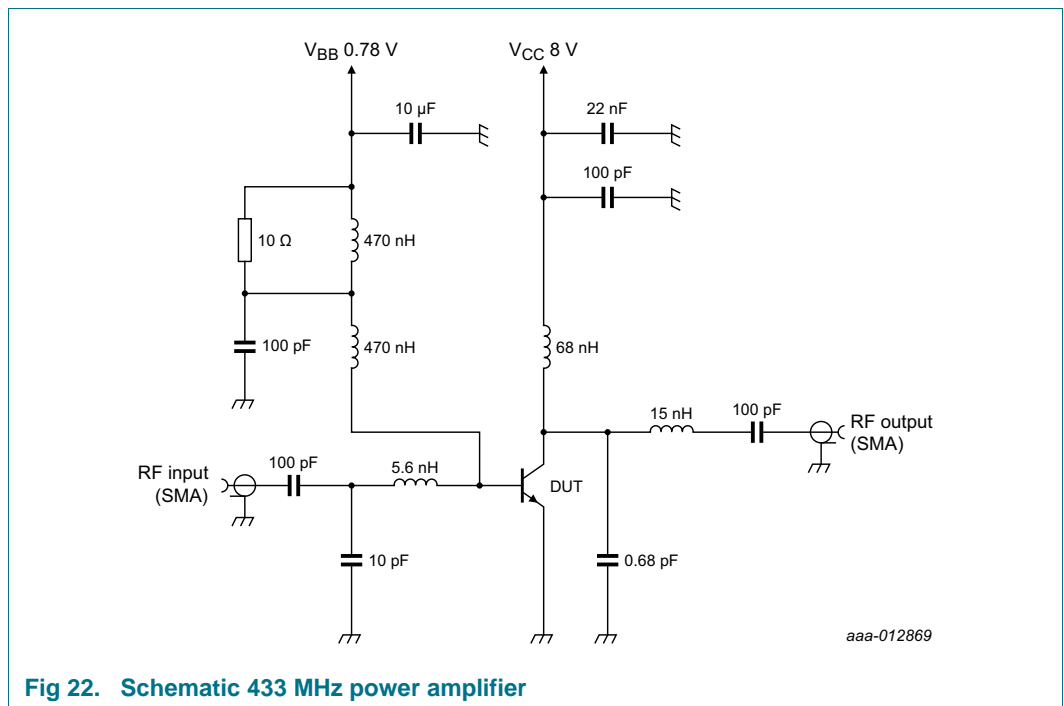 VBB 0.78 V
VCC 8 V
10 µF
22 nF
100 pF
10 Ω
470 nH
100 pF
470 nH
68 nH
15 nH
100 pF
RF output
(SMA)
RF input
(SMA)
100 pF
5.6 nH
DUT
10 pF
0.68 pF
aaa-012869
Fig 22. Schematic 433 MHz power amplifier